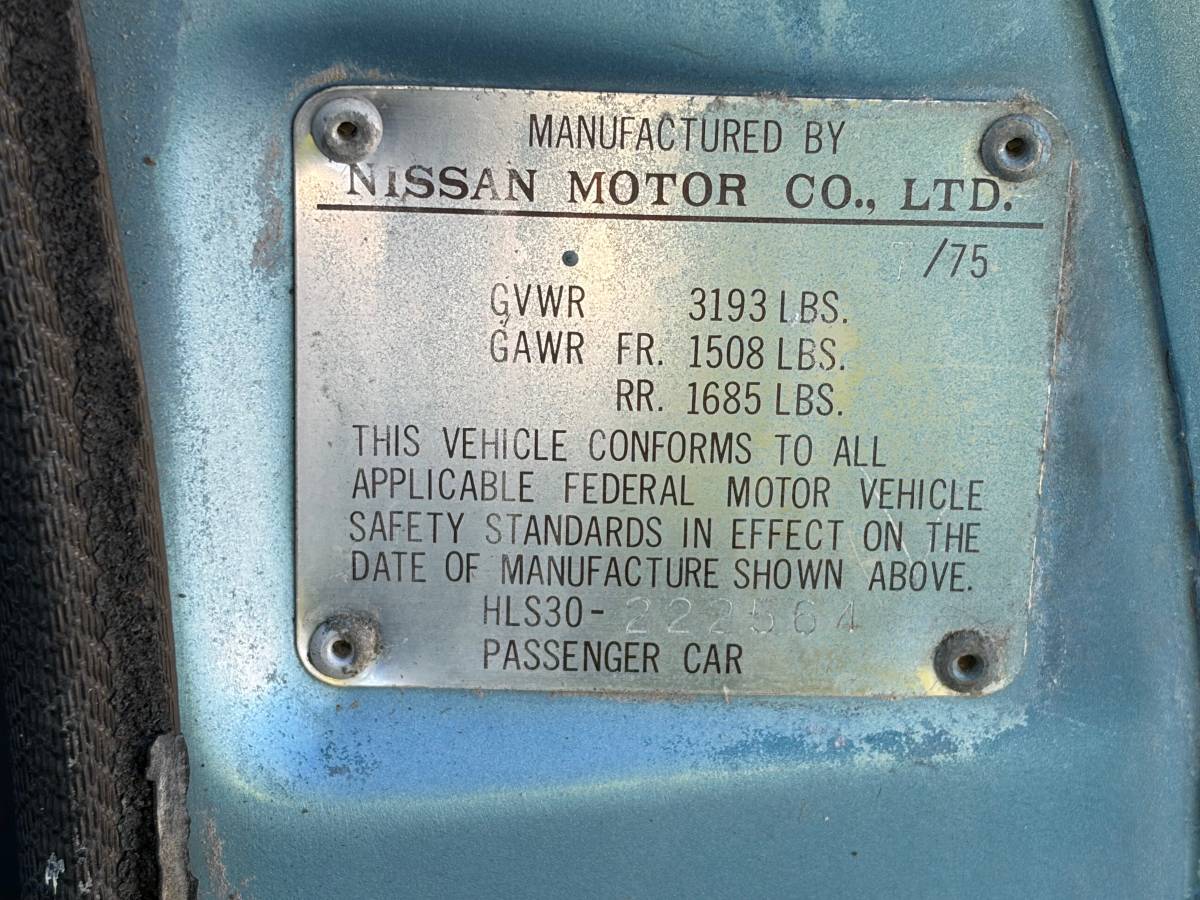 MANUFACTURED BY
NISSAN MOTOR CO., LTD.
/75
GVWR 3193 LBS.
GAWR FR. 1508 LBS.
RR. 1685 LBS.
THIS VEHICLE CONFORMS TO ALL
APPLICABLE FEDERAL MOTOR VEHICLE
SAFETY STANDARDS IN EFFECT ON THE
DATE OF MANUFACTURE SHOWN ABOVE.
HLS30-222564
PASSENGER CAR